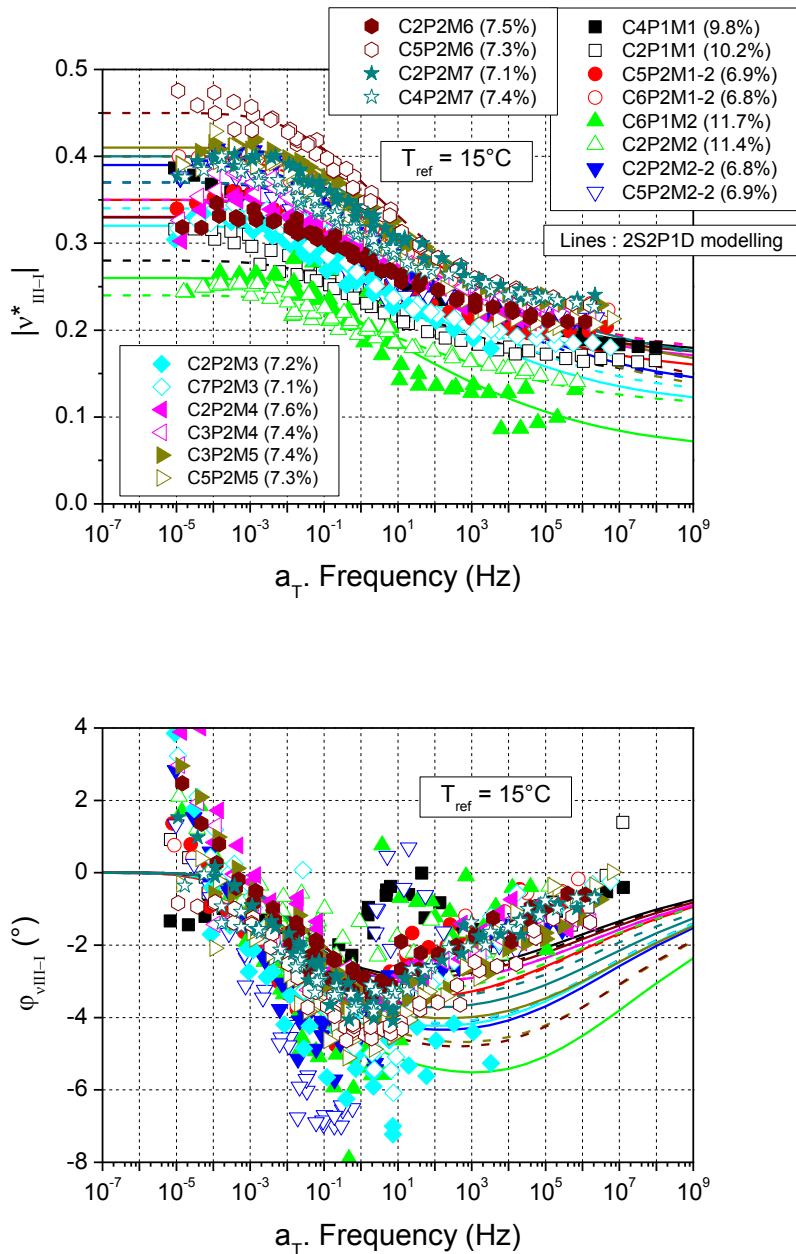 C2P2M6 (7.5%)
C5P2M6 (7.3%)
C2P2M7 (7.1%)
C4P2M7 (7.4%)
C4P1M1 (9.8%)
C2P1M1 (10.2%)
C5P2M1-2 (6.9%)
C6P2M1-2 (6.8%)
C6P1M2 (11.7%)
C2P2M2 (11.4%)
C2P2M2-2 (6.8%)
C5P2M2-2 (6.9%)
T_ref = 15°C
Lines : 2S2P1D modelling
C2P2M3 (7.2%)
C7P2M3 (7.1%)
C2P2M4 (7.6%)
C3P2M4 (7.4%)
C3P2M5 (7.4%)
C5P2M5 (7.3%)
|ν*_III-I|
0.5
0.4
0.3
0.2
0.1
0.0
10^-7 10^-5 10^-3 10^-1 10^1 10^3 10^5 10^7 10^9
a_T. Frequency (Hz)
T_ref = 15°C
φ_νIII-I (°)
4
2
0
-2
-4
-6
-8
10^-7 10^-5 10^-3 10^-1 10^1 10^3 10^5 10^7 10^9
a_T. Frequency (Hz)